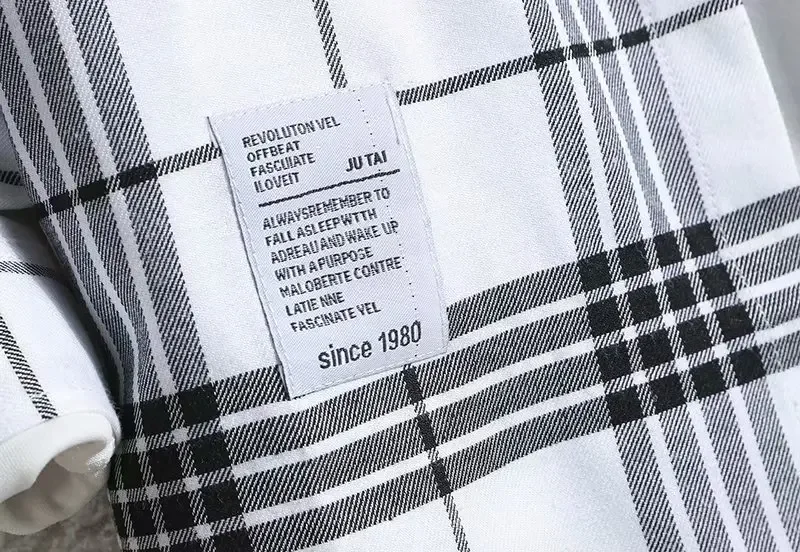 REVOLUTON VEL
OFFBEAT
FASCUIATE
ILOVEIT JU TAI
ALWAYSREMEMBER TO
FALL ASLEEPWTTH
ADREAU AND WAKE UP
WITH A PURPOSE
MALOBERTE CONTRE
LATIE NNE
FASCINATE VEL
since 1980